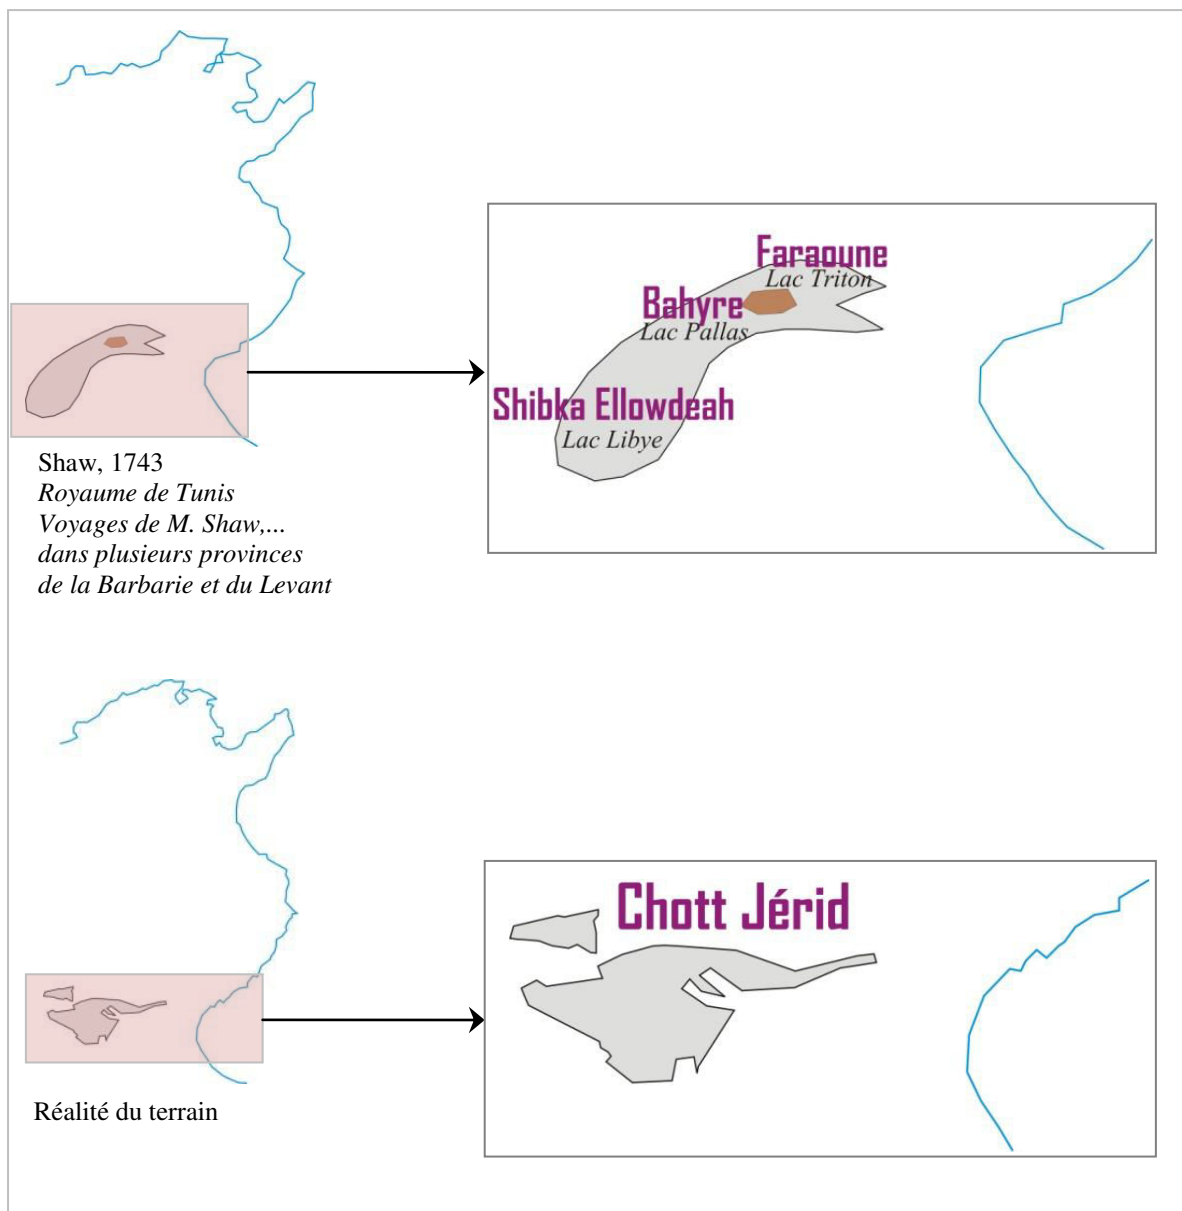 Faraoune
Lac Triton
Bahyre
Lac Pallas
Shibka Ellowdeah
Lac Libye
Shaw, 1743
Royaume de Tunis
Voyages de M. Shaw,...
dans plusieurs provinces
de la Barbarie et du Levant
Chott Jérid
Réalité du terrain